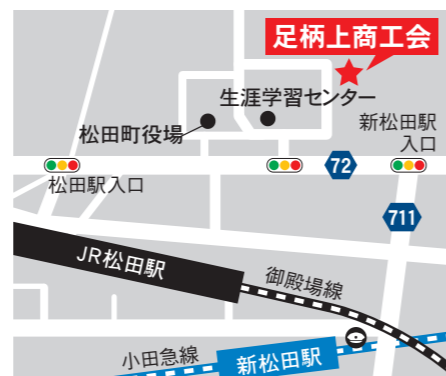 足柄上商工会
生涯学習センター
松田町役場
新松田駅
入口
松田駅入口
72
711
JR松田駅
御殿場線
小田急線
新松田駅